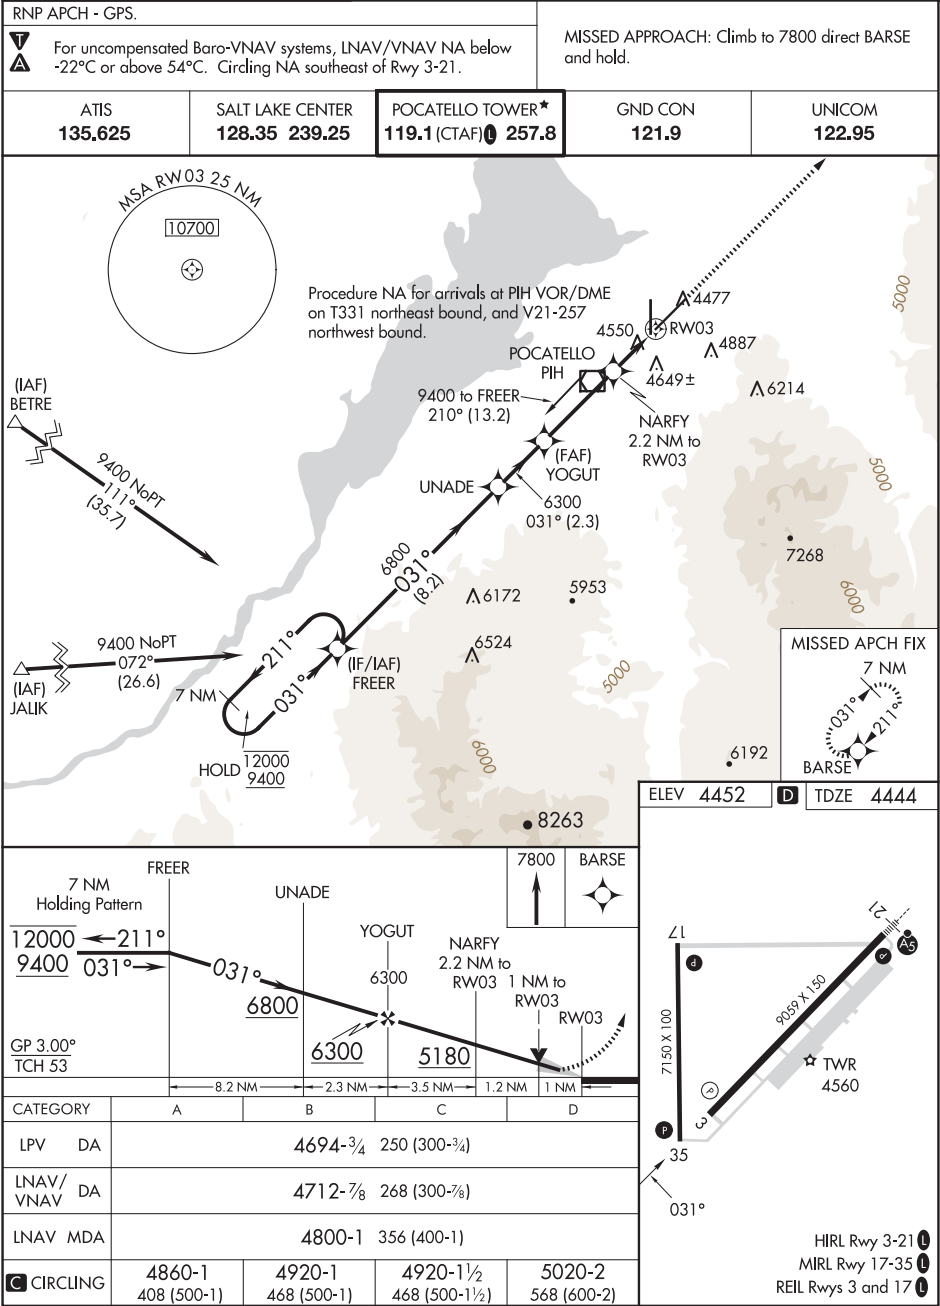 RNP APCH - GPS.
T
A
For uncompensated Baro-VNAV systems, LNAV/VNAV NA below
-22°C or above 54°C. Circling NA southeast of Rwy 3-21.
MISSED APPROACH: Climb to 7800 direct BARSE
and hold.
ATIS
135.625
SALT LAKE CENTER
128.35 239.25
POCATELLO TOWER★
119.1 (CTAF) L 257.8
GND CON
121.9
UNICOM
122.95
MSA RW03 25 NM
10700
Procedure NA for arrivals at PIH VOR/DME
on T331 northeast bound, and V21-257
northwest bound.
4477
RW03
4550
4887
4649±
6214
5000
POCATELLO
PIH
9400 to FREER
210° (13.2)
NARFY
2.2 NM to
RW03
(IAF)
BETRE
9400 NoPT
111°
(35.7)
(FAF)
YOGUT
UNADE
6300
031° (2.3)
5000
7268
6000
6800
031°
(8.2)
6172
5953
6524
5000
9400 NoPT
072°
(26.6)
(IAF)
JALIK
211°
031°
7 NM
(IF/IAF)
FREER
HOLD
12000
9400
6000
6192
8263
MISSED APCH FIX
7 NM
031°
211°
BARSE
ELEV 4452
D
TDZE 4444
7 NM
Holding Pattern
FREER
UNADE
YOGUT
NARFY
2.2 NM to
RW03
1 NM to
RW03
RW03
7800
BARSE
12000
9400
211°
031°
031°
6800
6300
6300
5180
GP 3.00°
TCH 53
8.2 NM
2.3 NM
3.5 NM
1.2 NM
1 NM
CATEGORY A B C D
LPV DA 4694-¾ 250 (300-¾)
LNAV/
VNAV DA 4712-⅞ 268 (300-⅞)
LNAV MDA 4800-1 356 (400-1)
C CIRCLING
4860-1
408 (500-1)
4920-1
468 (500-1)
4920-1½
468 (500-1½)
5020-2
568 (600-2)
17
21
A5
P
P
7150 X 100
9059 X 150
TWR
4560
P
P
3
35
031°
HIRL Rwy 3-21 L
MIRL Rwy 17-35 L
REIL Rwys 3 and 17 L